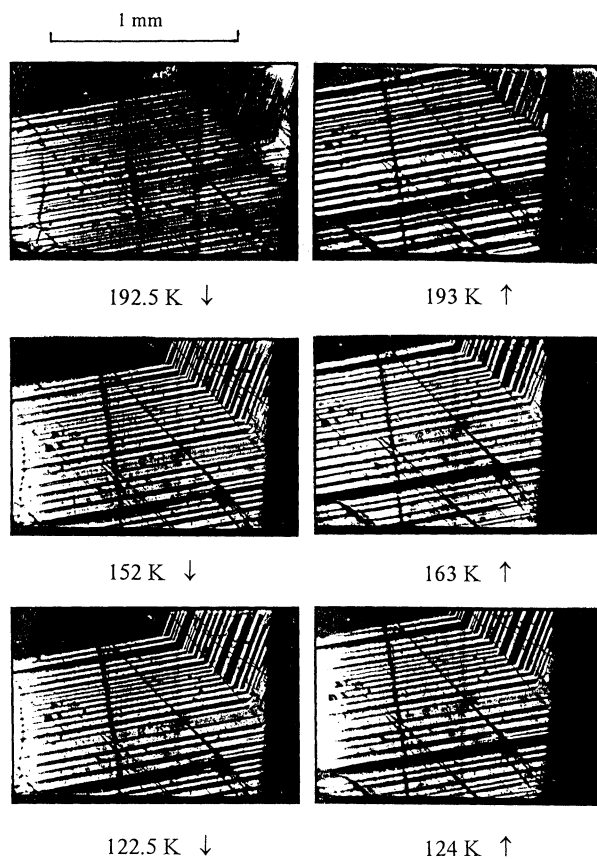 1 mm
192.5 K ↓
193 K ↑
152 K ↓
163 K ↑
122.5 K ↓
124 K ↑